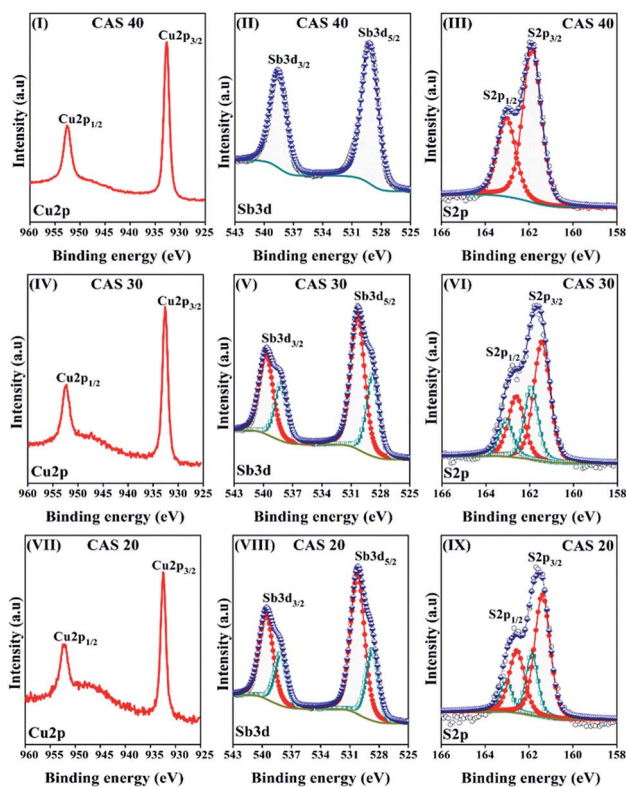 (I) CAS 40
Cu2p3/2
Cu2p1/2
Cu2p
Intensity (a.u)
960 955 950 945 940 935 930 925
Binding energy (eV)
(II) CAS 40
Sb3d5/2
Sb3d3/2
Sb3d
Intensity (a.u)
543 540 537 534 531 528 525
Binding energy (eV)
(III) CAS 40
S2p3/2
S2p1/2
S2p
Intensity (a.u)
166 164 162 160 158
Binding energy (eV)
(IV) CAS 30
Cu2p3/2
Cu2p1/2
Cu2p
Intensity (a.u)
960 955 950 945 940 935 930 925
Binding energy (eV)
(V) CAS 30
Sb3d5/2
Sb3d3/2
Sb3d
Intensity (a.u)
543 540 537 534 531 528 525
Binding energy (eV)
(VI) CAS 30
S2p3/2
S2p1/2
S2p
Intensity (a.u)
166 164 162 160 158
Binding energy (eV)
(VII) CAS 20
Cu2p3/2
Cu2p1/2
Cu2p
Intensity (a.u)
960 955 950 945 940 935 930 925
Binding energy (eV)
(VIII) CAS 20
Sb3d5/2
Sb3d3/2
Sb3d
Intensity (a.u)
543 540 537 534 531 528 525
Binding energy (eV)
(IX) CAS 20
S2p3/2
S2p1/2
S2p
Intensity (a.u)
166 164 162 160 158
Binding energy (eV)